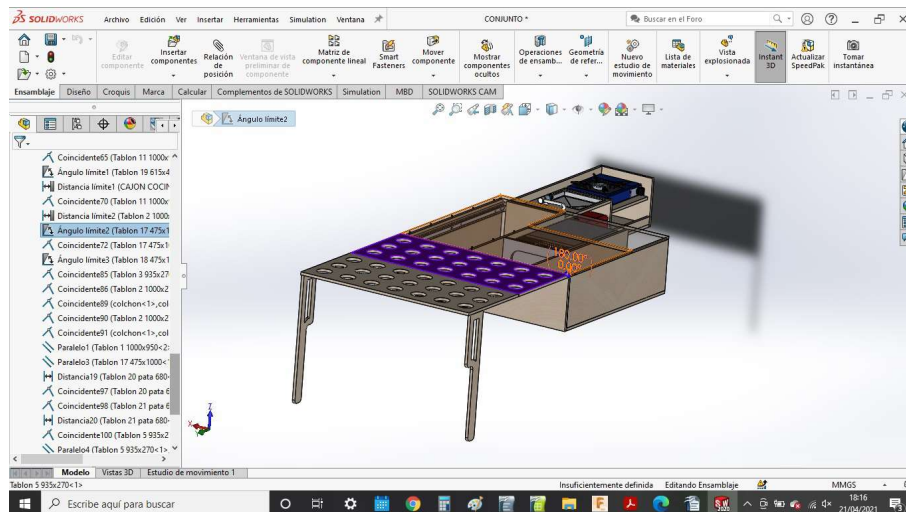 SOLIDWORKS Archivo Edición Ver Insertar Herramientas Simulation Ventana CONJUNTO * Buscar en el Foro
Editar componente
Insertar componentes
Relación de posición
Ventana de vista preliminar de componente
Matriz de componente lineal
Smart Fasteners
Mover componente
Mostrar componentes ocultos
Operaciones de ensamb...
Geometría de refer...
Nuevo estudio de movimiento
Lista de materiales
Vista explosionada
Instant 3D
Actualizar SpeedPak
Tomar instantánea
Ensamblaje Diseño Croquis Marca Calcular Complementos de SOLIDWORKS Simulation MBD SOLIDWORKS CAM
Ángulo límite2
Coincidente65 (Tablon 11 1000x
Ángulo límite1 (Tablon 19 615x4
Distancia límite1 (CAJON COCIN
Coincidente70 (Tablon 11 1000x
Distancia límite2 (Tablon 2 1000
Ángulo límite2 (Tablon 17 475x1
Coincidente72 (Tablon 17 475x1
Ángulo límite3 (Tablon 18 475x1
Coincidente85 (Tablon 3 935x27
Coincidente86 (Tablon 2 1000x2
Coincidente89 (colchon<1>,col
Coincidente90 (Tablon 2 1000x2
Coincidente91 (colchon<1>,col
Paralelo1 (Tablon 1 1000x950<2>
Paralelo3 (Tablon 17 475x1000<
Distancia19 (Tablon 20 pata 680
Coincidente97 (Tablon 20 pata 6
Coincidente98 (Tablon 21 pata 6
Distancia20 (Tablon 21 pata 680
Coincidente100 (Tablon 5 935x2
Paralelo4 (Tablon 5 935x270<1>
180.00°
0.00°
Z
X
Y
Modelo Vistas 3D Estudio de movimiento 1
Tablon 5 935x270<1> Insuficientemente definida Editando Ensamblaje MMGS
Escribe aquí para buscar
18:16
21/04/2021